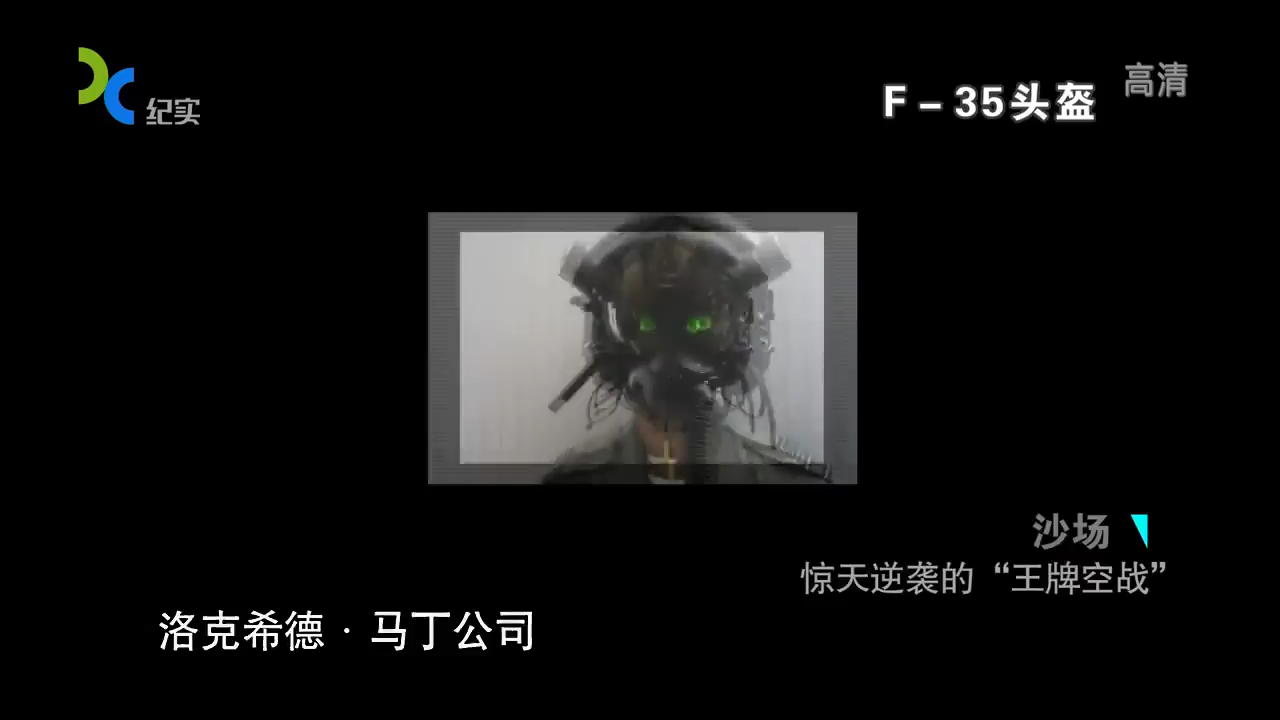 纪实
高清
F－35头盔
沙场
惊天逆袭的“王牌空战”
洛克希德·马丁公司